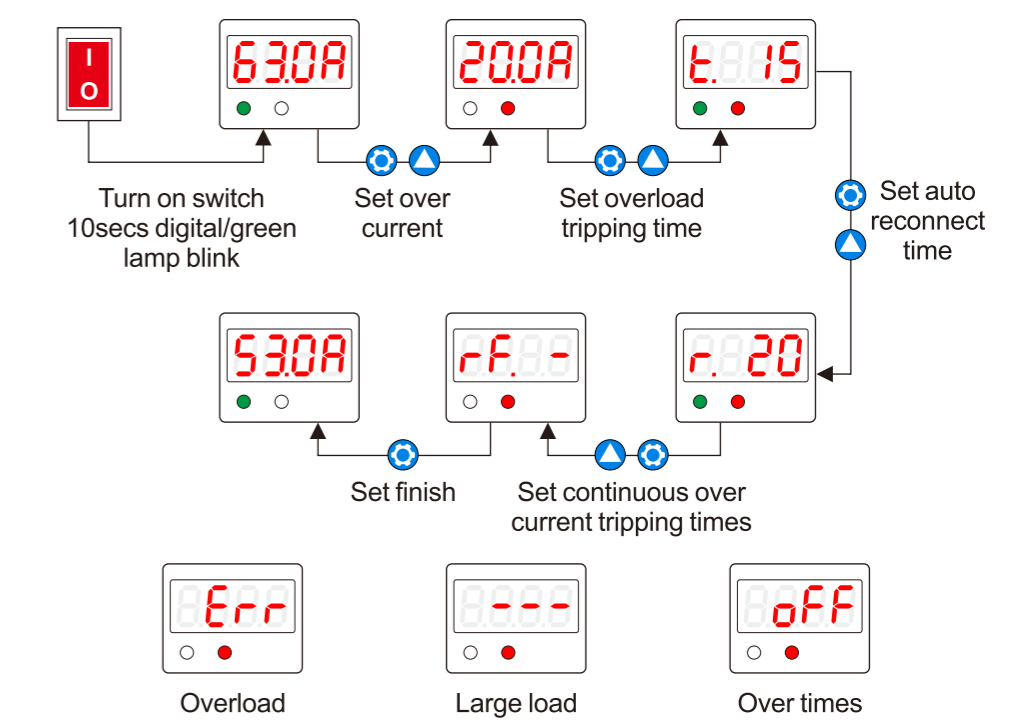 I
O
63.0A
20.0A
t. 15
Turn on switch
10secs digital/green
lamp blink
Set over
current
Set overload
tripping time
Set auto
reconnect
time
53.0A
rF. -
r. 20
Set finish
Set continuous over
current tripping times
Err
---
oFF
Overload
Large load
Over times